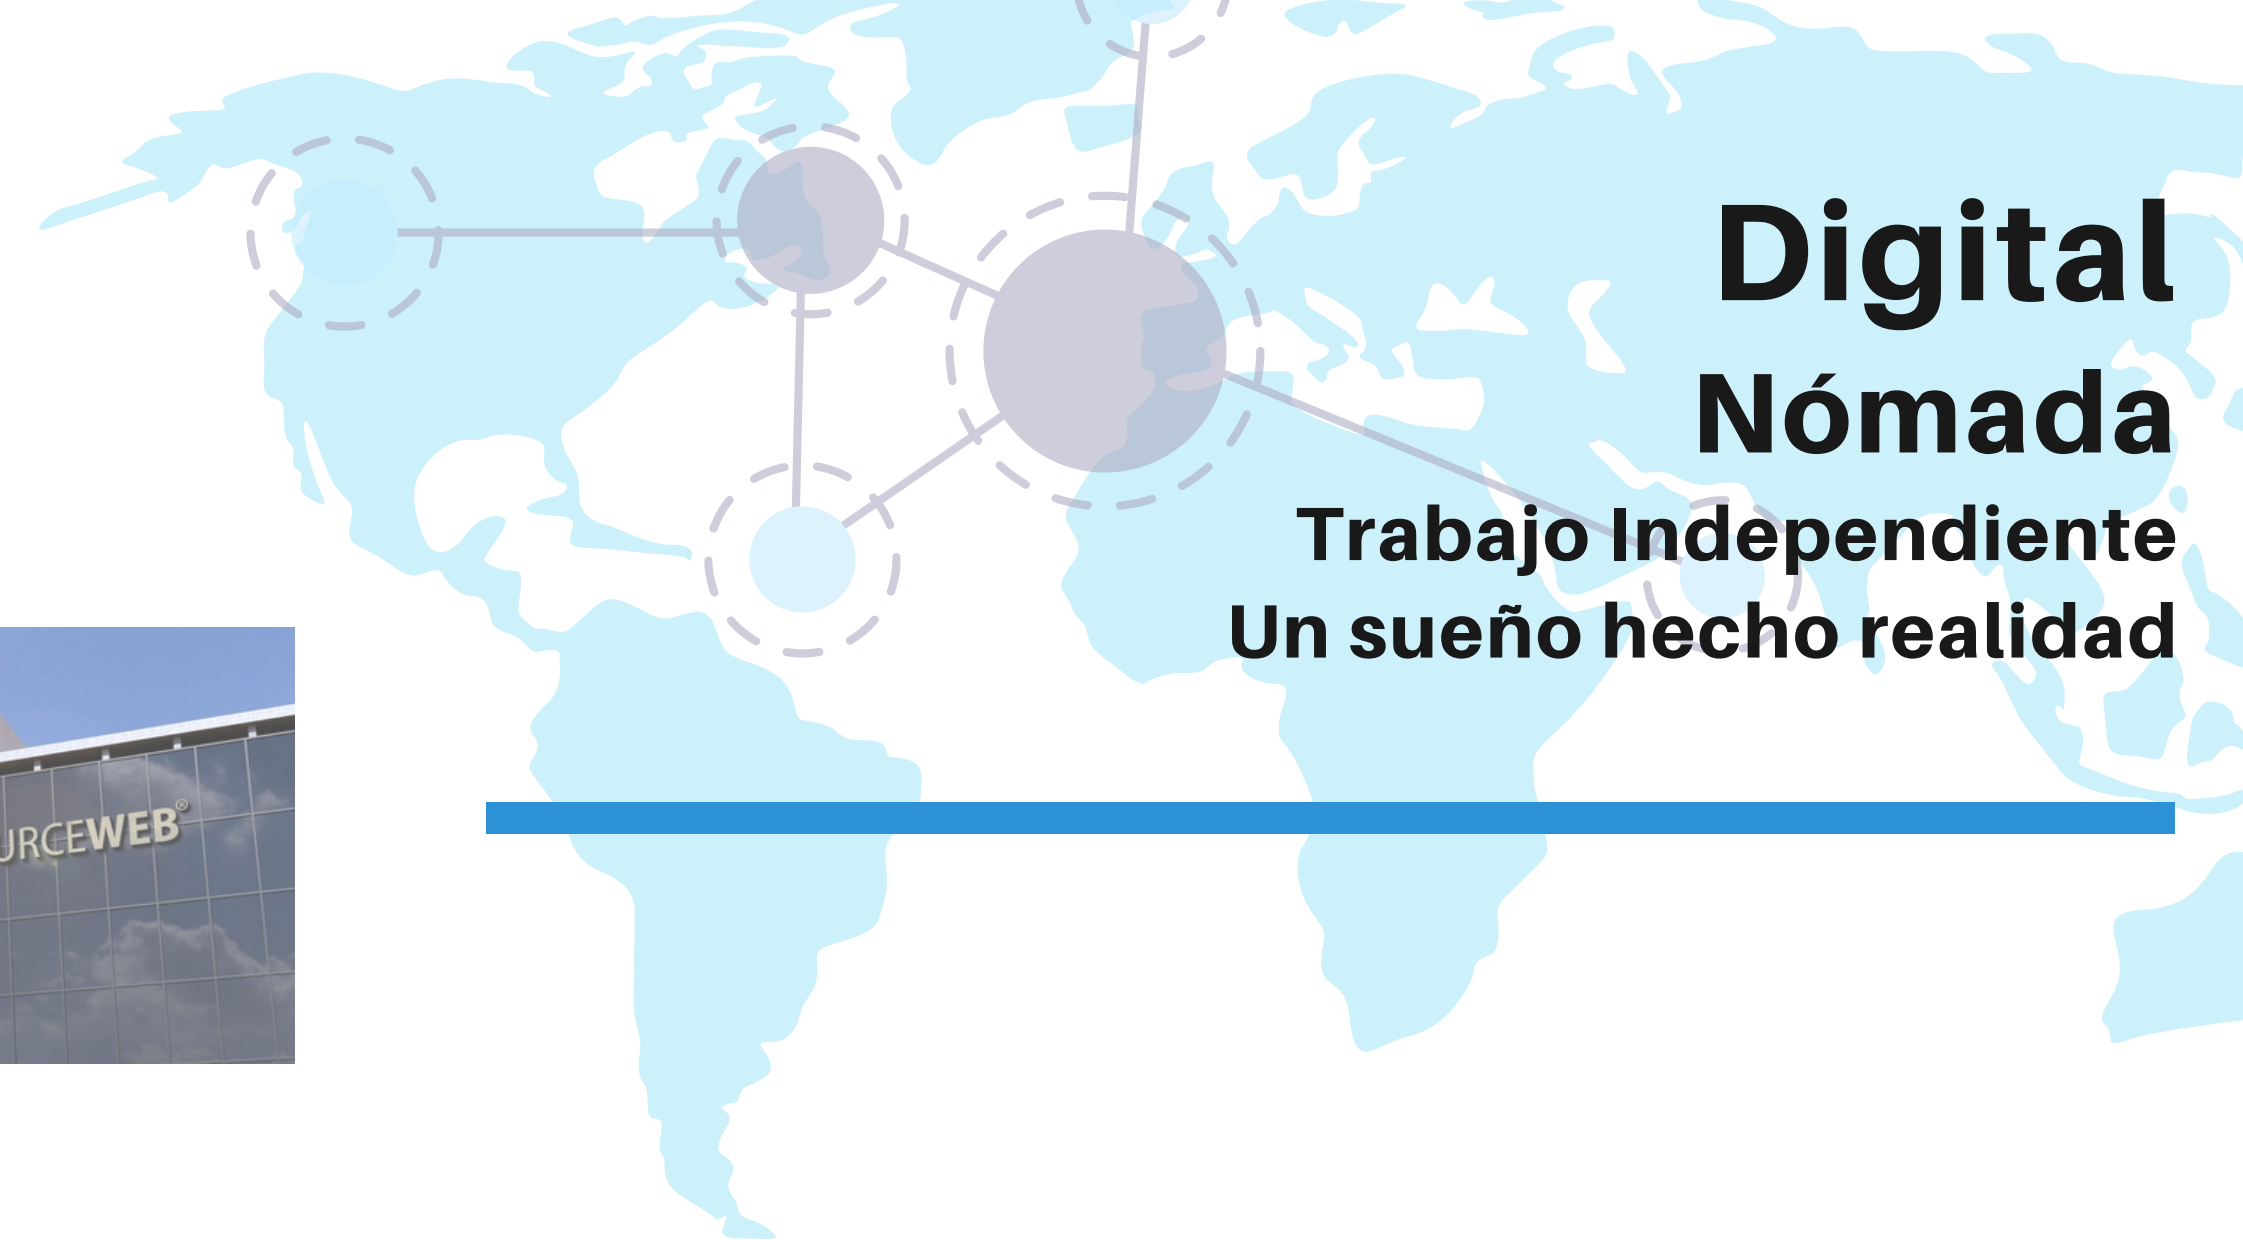 Digital
Nómada
Trabajo Independiente
Un sueño hecho realidad
URCEWEB®